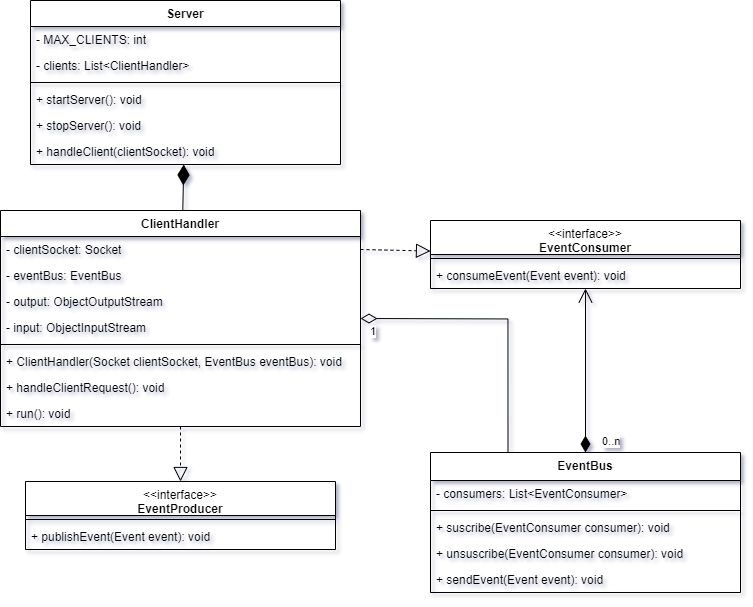 Server
- MAX_CLIENTS: int
- clients: List<ClientHandler>
+ startServer(): void
+ stopServer(): void
+ handleClient(clientSocket): void
ClientHandler
- clientSocket: Socket
- eventBus: EventBus
- output: ObjectOutputStream
- input: ObjectInputStream
+ ClientHandler(Socket clientSocket, EventBus eventBus): void
+ handleClientRequest(): void
+ run(): void
<<interface>>
EventConsumer
+ consumeEvent(Event event): void
1
<<interface>>
EventProducer
+ publishEvent(Event event): void
0..n
EventBus
- consumers: List<EventConsumer>
+ suscribe(EventConsumer consumer): void
+ unsuscribe(EventConsumer consumer): void
+ sendEvent(Event event): void